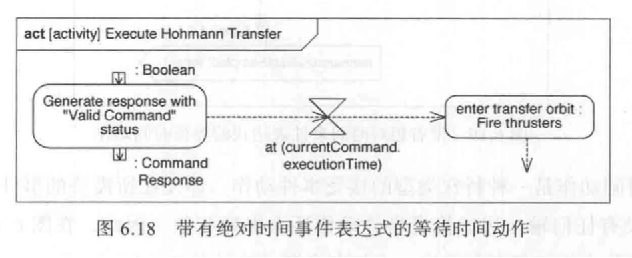 act [activity] Execute Hohmann Transfer
: Boolean
Generate response with
"Valid Command"
status
: Command
Response
at (currentCommand.
executionTime)
enter transfer orbit :
Fire thrusters
图 6.18 带有绝对时间事件表达式的等待时间动作